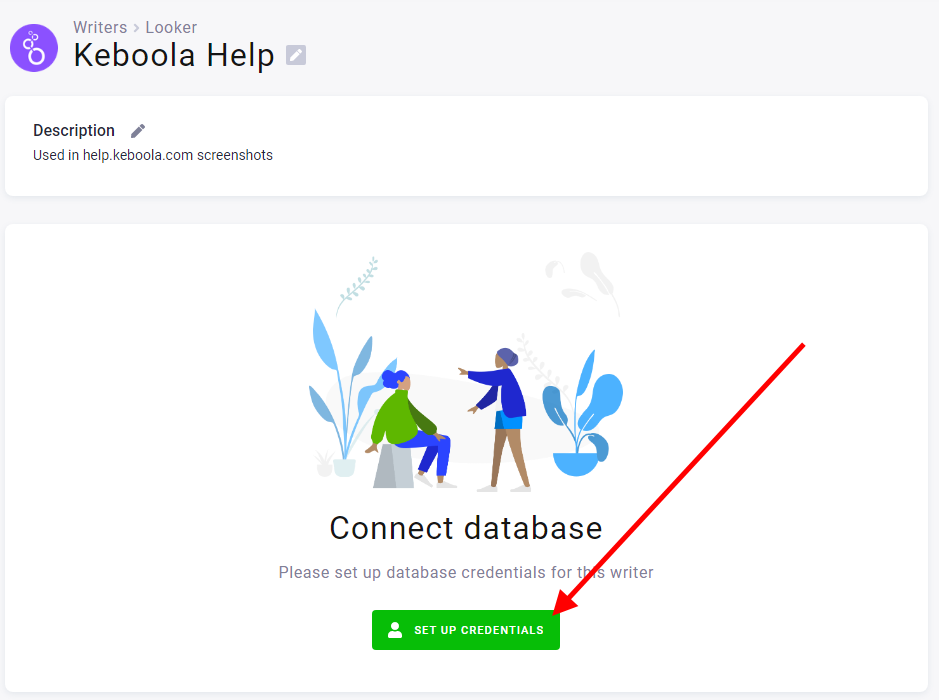 Writers > Looker
Keboola Help
Description
Used in help.keboola.com screenshots
Connect database
Please set up database credentials for this writer
SET UP CREDENTIALS